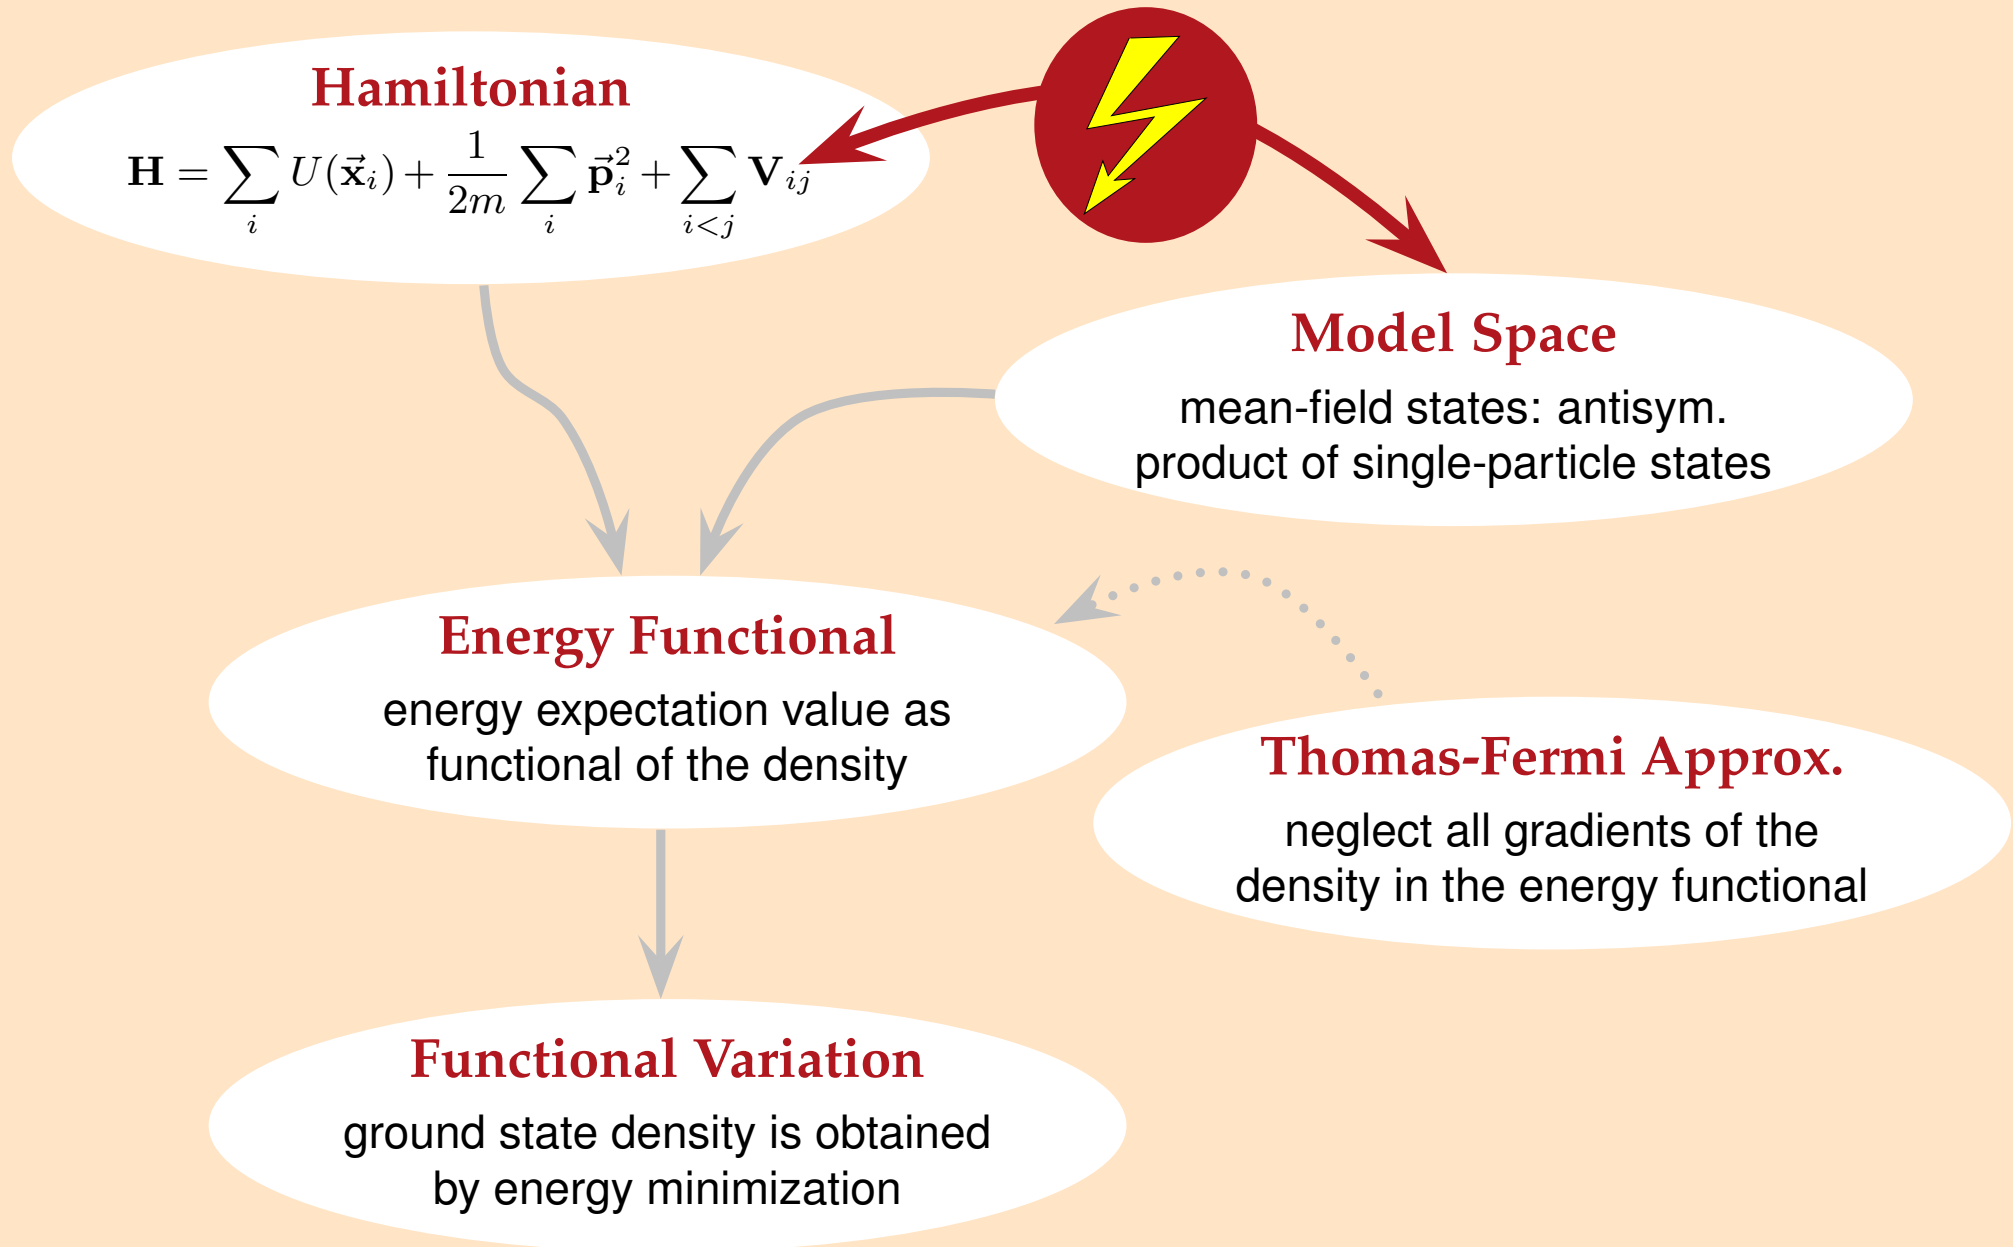 Hamiltonian
H = ∑_i U(x⃗_i) + 1/2m ∑_i p⃗_i^2 + ∑_{i<j} V_{ij}
Model Space
mean-field states: antisym.
product of single-particle states
Energy Functional
energy expectation value as
functional of the density
Thomas-Fermi Approx.
neglect all gradients of the
density in the energy functional
Functional Variation
ground state density is obtained
by energy minimization